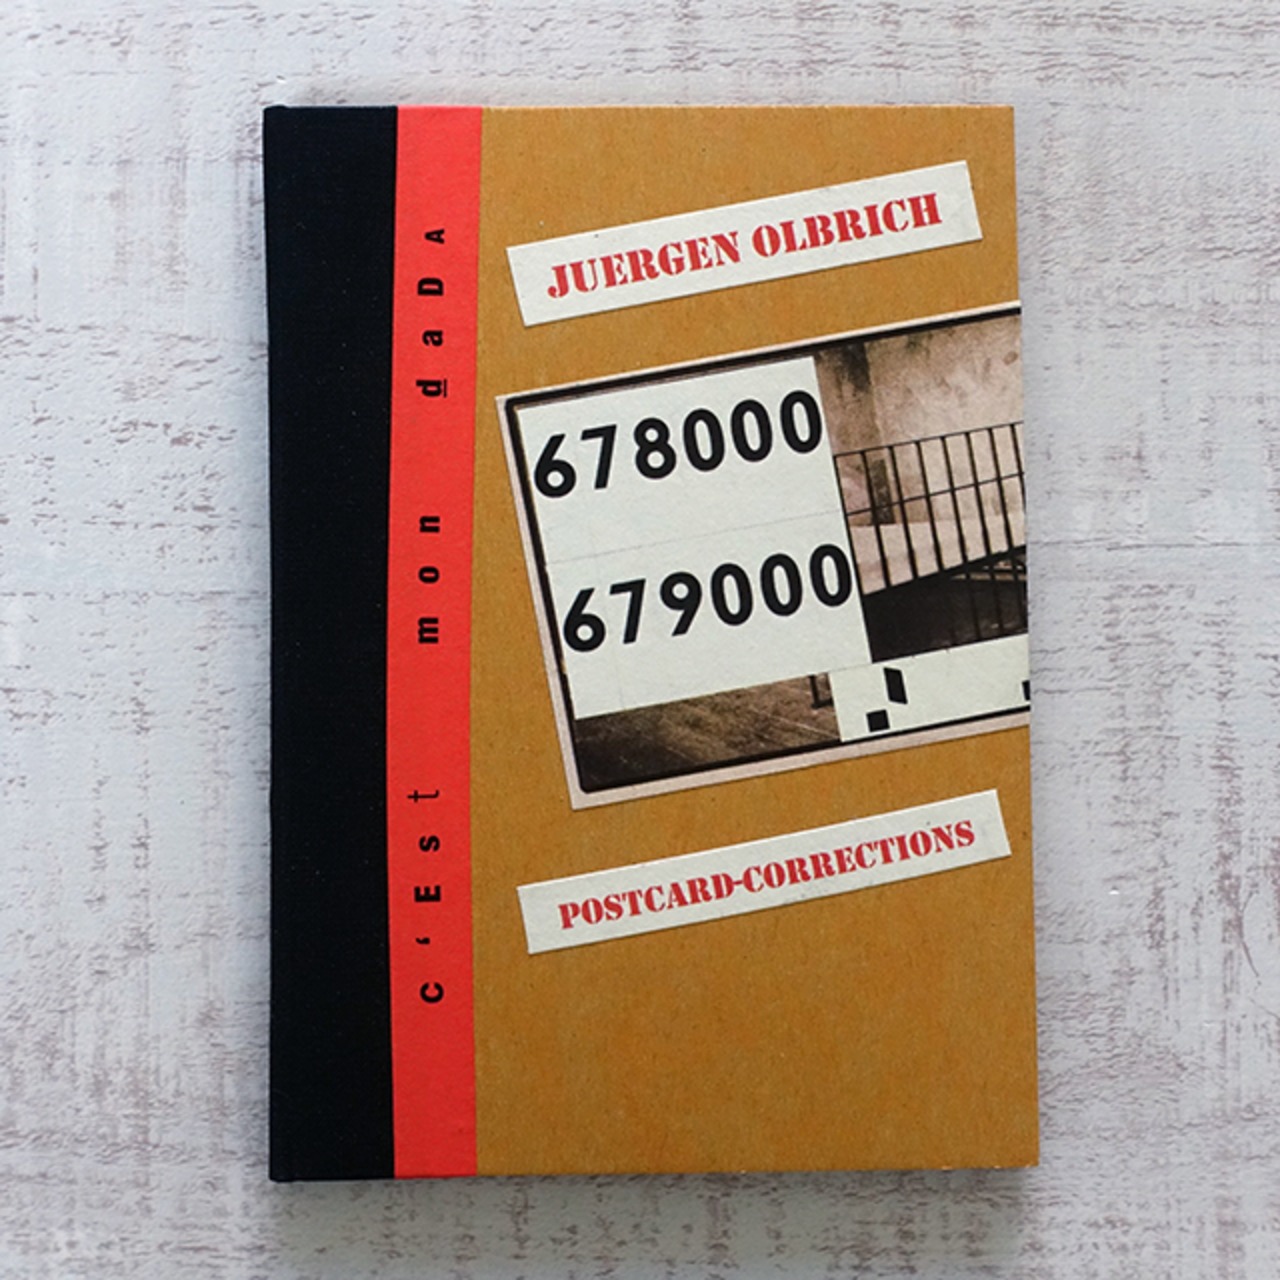 JUERGEN OLBRICH
678000
679000
POSTCARD-CORRECTIONS
c‘Est mon daDA